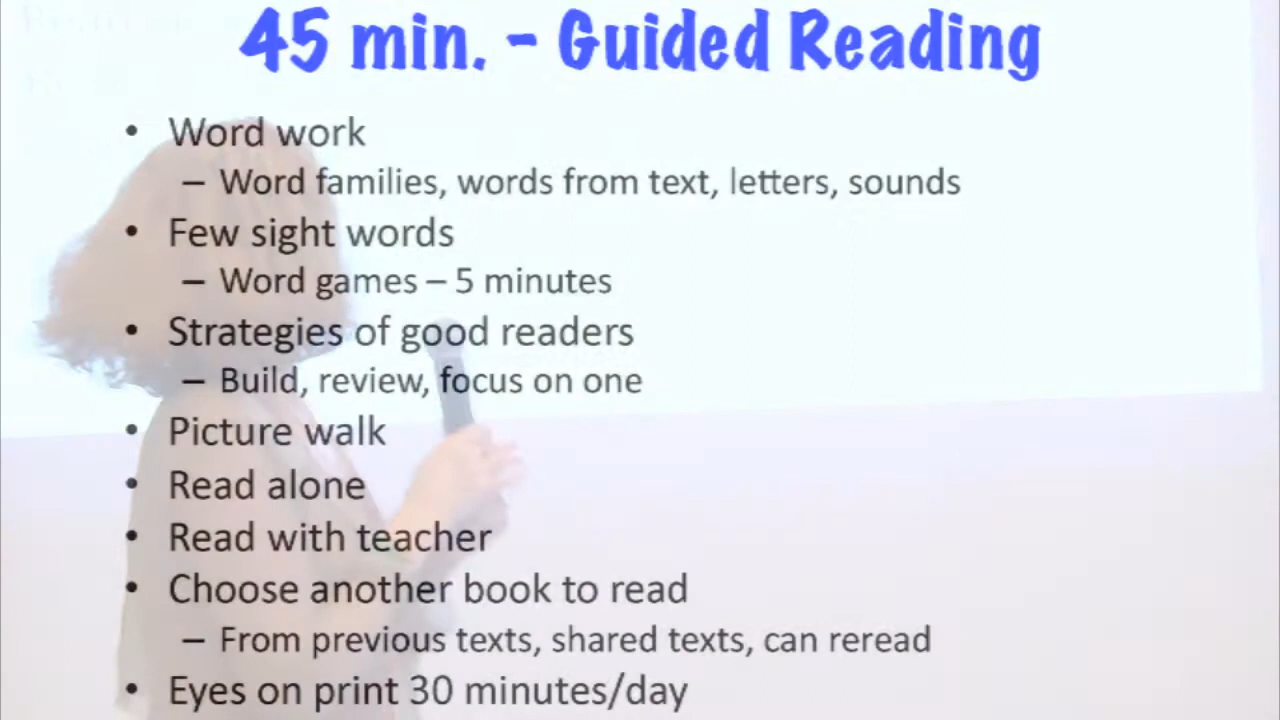 45 min. - Guided Reading
• Word work
– Word families, words from text, letters, sounds
• Few sight words
– Word games – 5 minutes
• Strategies of good readers
– Build, review, focus on one
• Picture walk
• Read alone
• Read with teacher
• Choose another book to read
– From previous texts, shared texts, can reread
• Eyes on print 30 minutes/day